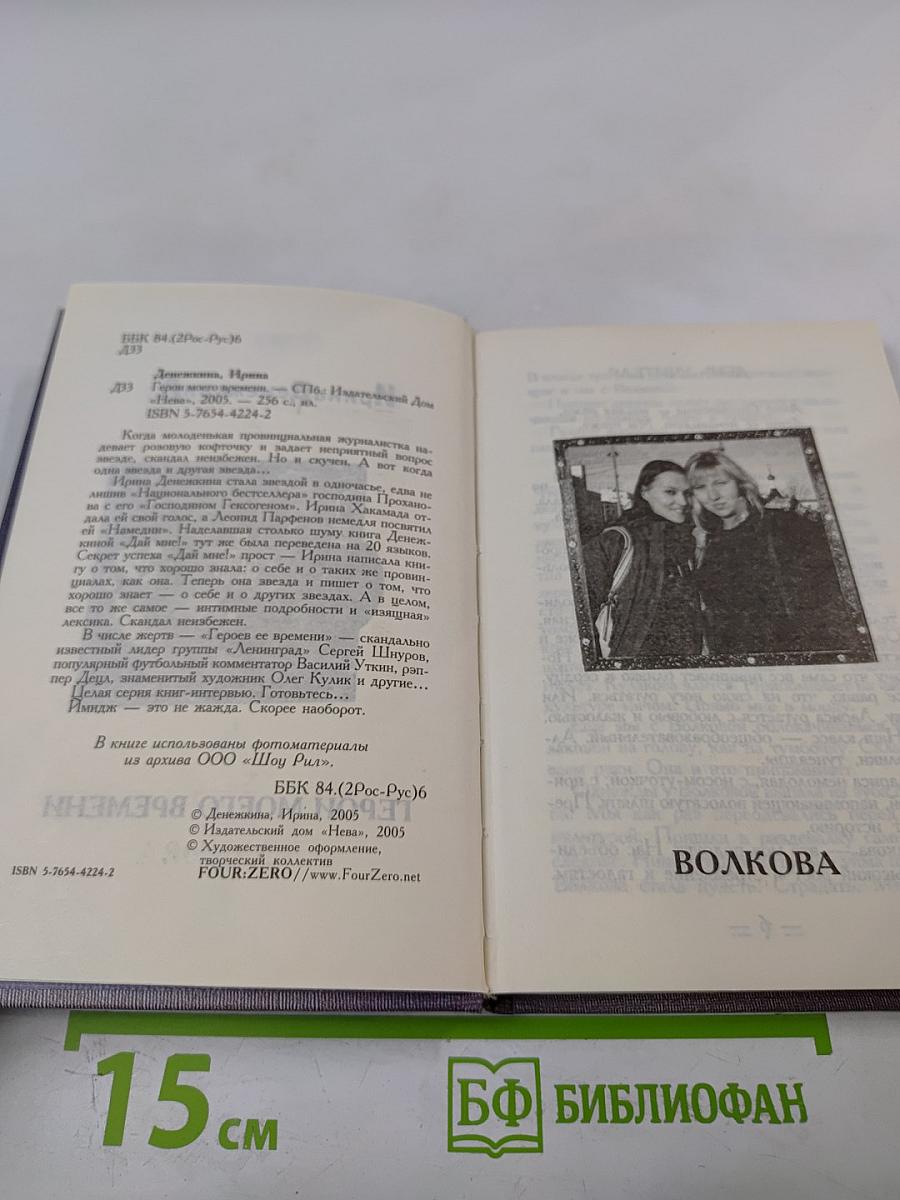 ББК 84.(2Рос-Рус)6
Д33
Денежкина, Ирина
Д33 Герои моего времени. — СПб.: Издательский Дом
«Нева», 2005. — 256 с., ил.
ISBN 5-7654-4224-2
Когда молоденькая провинциальная журналистка на-
девает розовую кофточку и задает неприятный вопрос
звезде, скандал неизбежен. Но и скучен. А вот когда
одна звезда и другая звезда...
Ирина Денежкина стала звездой в одночасье, едва не
лишив «Национального бестселлера» господина Прохано-
ва с его «Господином Гексогеном». Ирина Хакамада от-
дала ей свой голос, а Леонид Парфенов немедля посвятил
ей «Намедни». Наделавшая столько шуму книга Денеж-
киной «Дай мне!» тут же была переведена на 20 языков.
Секрет успеха «Дай мне!» прост — Ирина написала кни-
гу о том, что хорошо знала: о себе и о таких же провин-
циалах, как она. Теперь она звезда и пишет о том, что
хорошо знает — о себе и о других звездах. А в целом,
все то же самое — интимные подробности и «изящная»
лексика. Скандал неизбежен.
В числе жертв — «Героев ее времени» — скандально
известный лидер группы «Ленинград» Сергей Шнуров,
популярный футбольный комментатор Василий Уткин, рэп-
пер Децл, знаменитый художник Олег Кулик и другие...
Целая серия книг-интервью. Готовьтесь...
Имидж — это не жажда. Скорее наоборот.
В книге использованы фотоматериалы
из архива ООО «Шоу Рил».
ББК 84.(2Рос-Рус)6
© Денежкина, Ирина, 2005
© Издательский дом «Нева», 2005
© Художественное оформление,
творческий коллектив
ISBN 5-7654-4224-2 FOUR:ZERO//www.FourZero.net
ВОЛКОВА
15 см
БФ БИБЛИОФАН